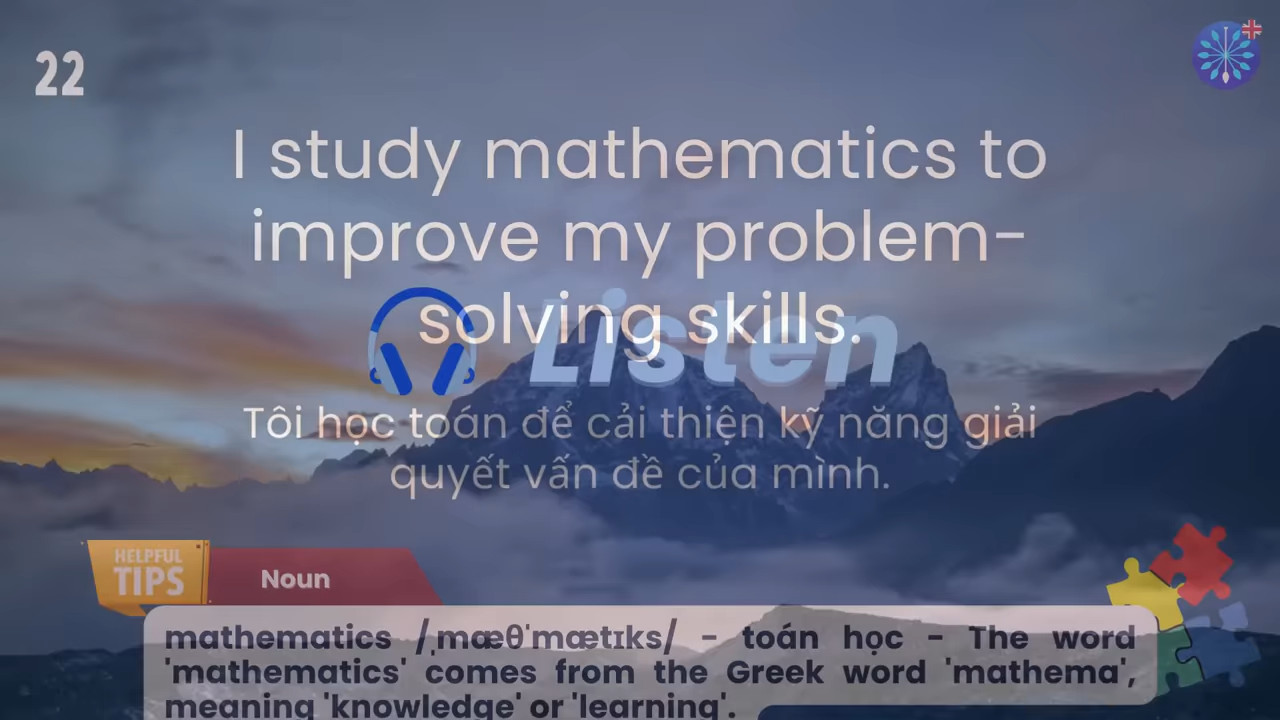 22
I study mathematics to
improve my problem-
solving skills.
Listen
Tôi học toán để cải thiện kỹ năng giải
quyết vấn đề của mình.
HELPFUL
TIPS
Noun
mathematics /ˌmæθˈmætɪks/ - toán học - The word
'mathematics' comes from the Greek word 'mathema',
meaning 'knowledge' or 'learning'.